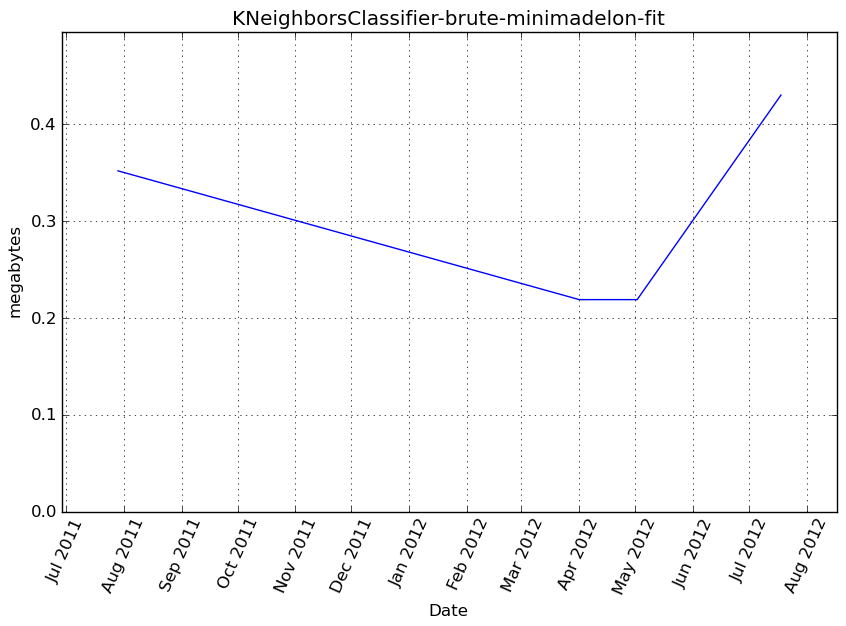 KNeighborsClassifier-brute-minimadelon-fit
megabytes
0.4
0.3
0.2
0.1
0.0
Jul 2011
Aug 2011
Sep 2011
Oct 2011
Nov 2011
Dec 2011
Jan 2012
Feb 2012
Mar 2012
Apr 2012
May 2012
Jun 2012
Jul 2012
Aug 2012
Date